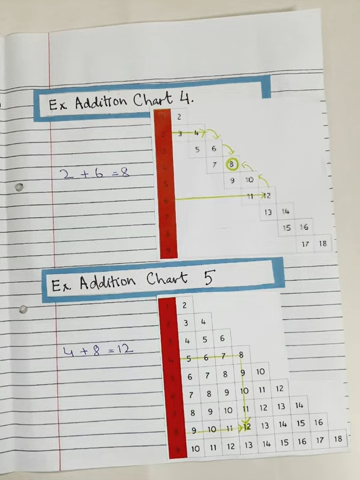 Ex Addition Chart 4.
2
3 4
5 6
7 8
2 + 6 = 8
9 10
11 12
13 14
15 16
17 18
Ex Addition Chart 5
2
3 4
4 5 6
4 + 8 = 12
5 6 7 8
6 7 8 9 10
7 8 9 10 11 12
8 9 10 11 12 13 14
9 10 11 12 13 14 15 16
10 11 12 13 14 15 16 17 18